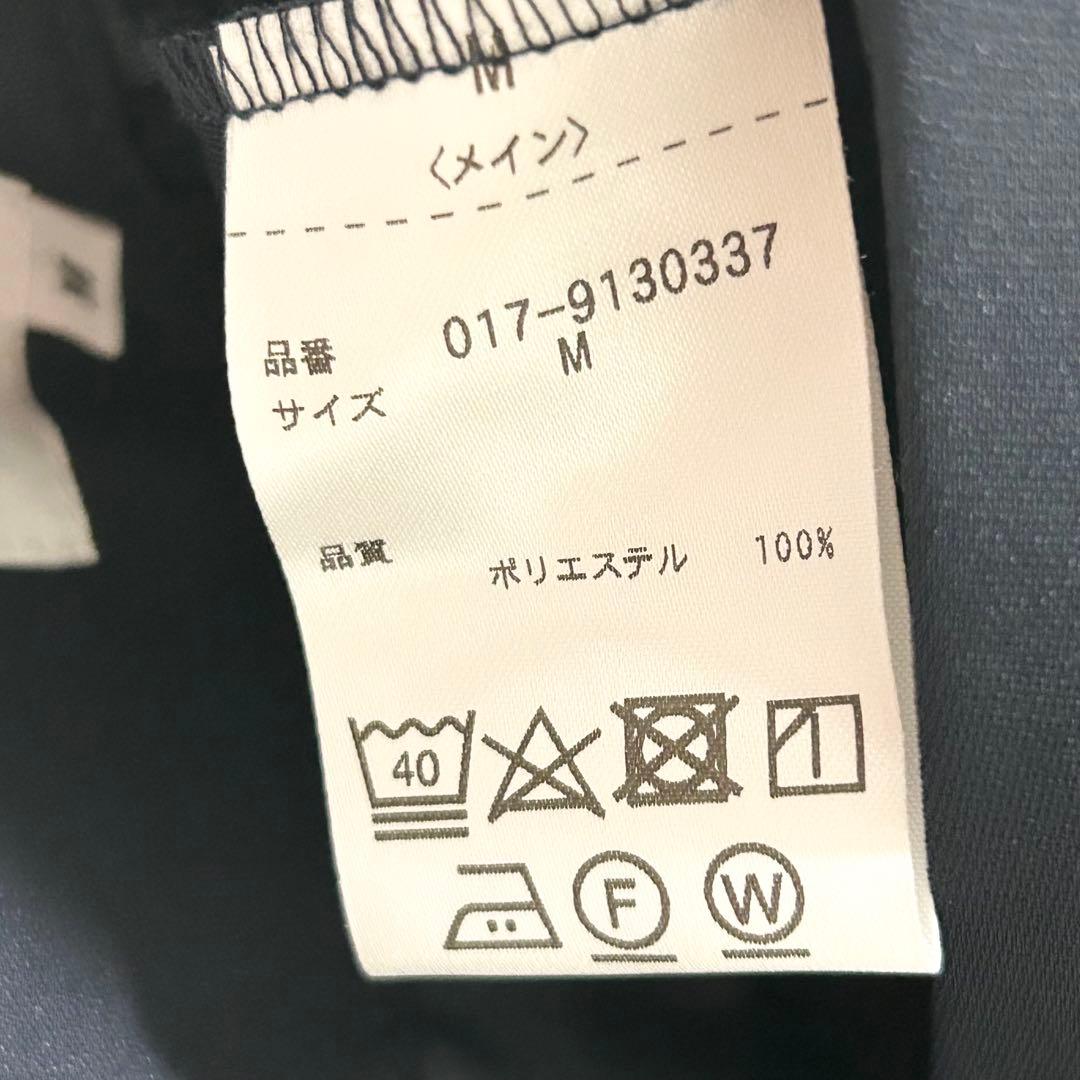 M
〈メイン〉
品番 017-9130337
サイズ M
品質 ポリエステル 100%
40
F W
M